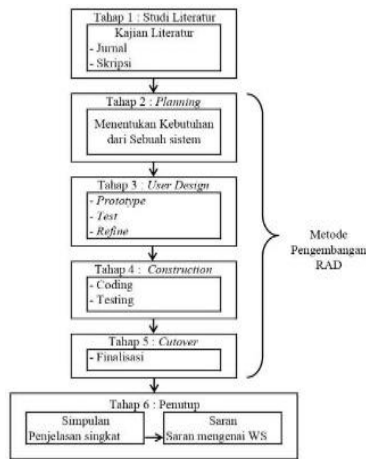 Tahap 1 : Studi Literatur
Kajian Literatur
- Jurnal
- Skripsi
Tahap 2 : Planning
Menentukan Kebutuhan
dari Sebuah sistem
Tahap 3 : User Design
- Prototype
- Test
- Refine
Tahap 4 : Construction
- Coding
- Testing
Tahap 5 : Cutover
- Finalisasi
Metode
Pengembangan
RAD
Tahap 6 : Penutup
Simpulan
Penjelasan singkat
Saran
Saran mengenai WS